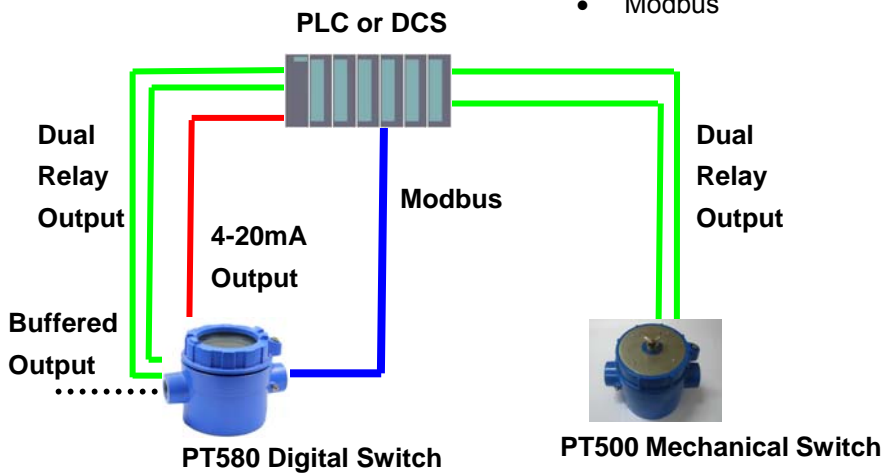 • Modbus
PLC or DCS
Dual
Relay
Output
Dual
Relay
Output
Modbus
4-20mA
Output
Buffered
Output
PT580 Digital Switch
PT500 Mechanical Switch